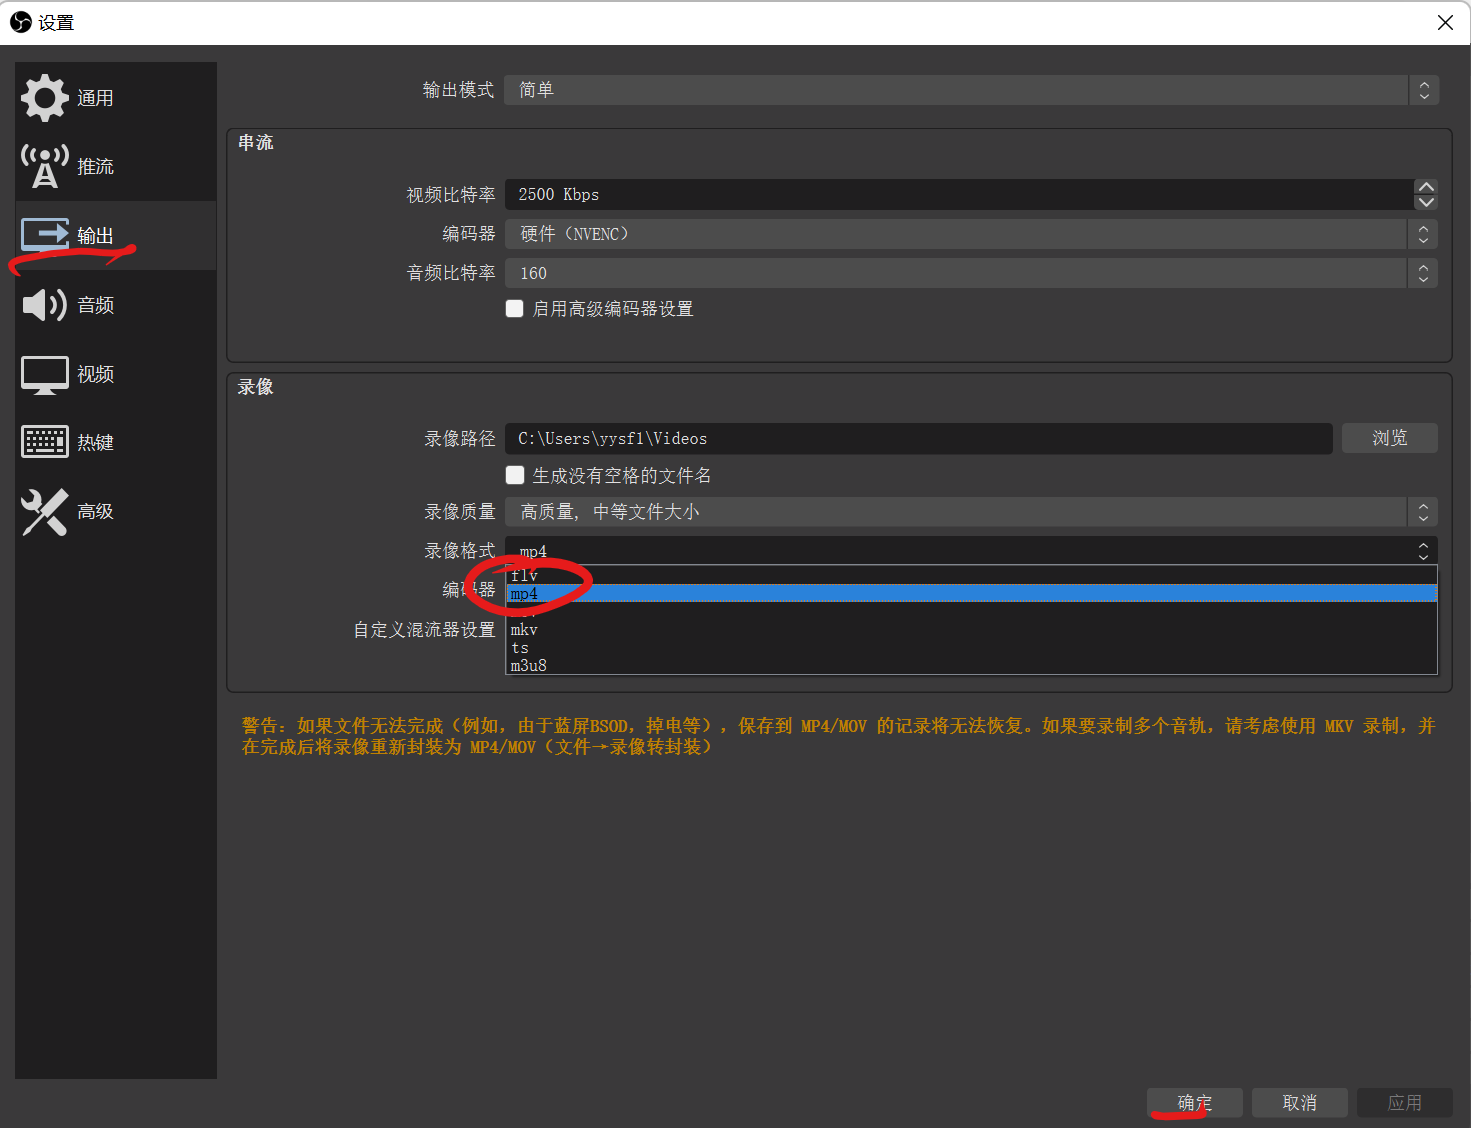 设置
通用
推流
输出
音频
视频
热键
高级
输出模式 简单
串流
视频比特率 2500 Kbps
编码器 硬件（NVENC）
音频比特率 160
启用高级编码器设置
录像
录像路径 C:\Users\yysfl\Videos 浏览
生成没有空格的文件名
录像质量 高质量, 中等文件大小
录像格式 mp4
flv
编码器 mp4
自定义混流器设置 mkv
ts
m3u8
警告: 如果文件无法完成（例如, 由于蓝屏BSOD, 掉电等）, 保存到 MP4/MOV 的记录将无法恢复。如果要录制多个音轨, 请考虑使用 MKV 录制, 并
在完成后将录像重新封装为 MP4/MOV（文件→录像转封装）
确定 取消 应用